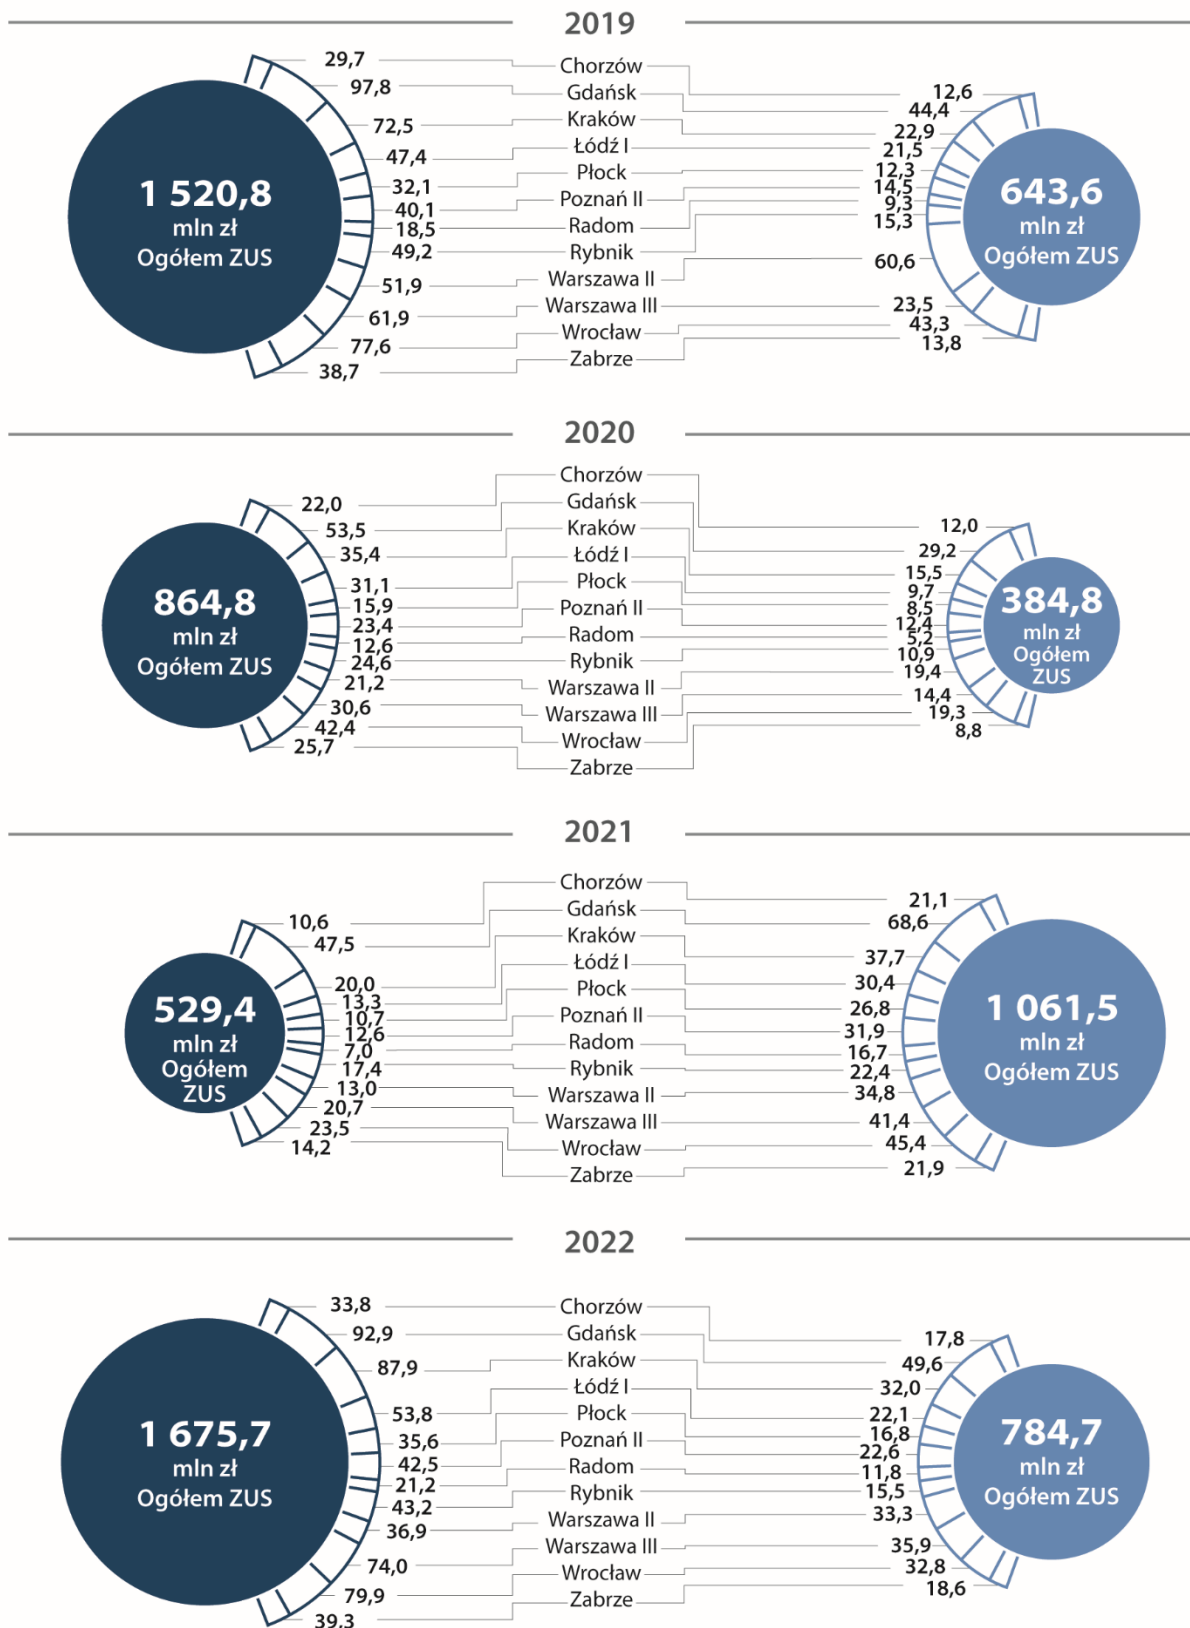 2019
29,7 Chorzów 12,6
97,8 Gdańsk 44,4
72,5 Kraków 22,9
47,4 Łódź I 21,5
32,1 Płock 12,3
40,1 Poznań II 14,5
18,5 Radom 9,3
49,2 Rybnik 15,3
51,9 Warszawa II 60,6
61,9 Warszawa III 23,5
77,6 Wrocław 43,3
38,7 Zabrze 13,8
1 520,8
mln zł
Ogółem ZUS
643,6
mln zł
Ogółem ZUS
2020
22,0 Chorzów 12,0
53,5 Gdańsk 29,2
35,4 Kraków 15,5
31,1 Łódź I 9,7
15,9 Płock 8,5
23,4 Poznań II 12,4
12,6 Radom 5,2
24,6 Rybnik 10,9
21,2 Warszawa II 19,4
30,6 Warszawa III 14,4
42,4 Wrocław 19,3
25,7 Zabrze 8,8
864,8
mln zł
Ogółem ZUS
384,8
mln zł
Ogółem
ZUS
2021
10,6 Chorzów 21,1
47,5 Gdańsk 68,6
20,0 Kraków 37,7
13,3 Łódź I 30,4
10,7 Płock 26,8
12,6 Poznań II 31,9
7,0 Radom 16,7
17,4 Rybnik 22,4
13,0 Warszawa II 34,8
20,7 Warszawa III 41,4
23,5 Wrocław 45,4
14,2 Zabrze 21,9
529,4
mln zł
Ogółem
ZUS
1 061,5
mln zł
Ogółem ZUS
2022
33,8 Chorzów 17,8
92,9 Gdańsk 49,6
87,9 Kraków 32,0
53,8 Łódź I 22,1
35,6 Płock 16,8
42,5 Poznań II 22,6
21,2 Radom 11,8
43,2 Rybnik 15,5
36,9 Warszawa II 33,3
74,0 Warszawa III 35,9
79,9 Wrocław 32,8
39,3 Zabrze 18,6
1 675,7
mln zł
Ogółem ZUS
784,7
mln zł
Ogółem ZUS